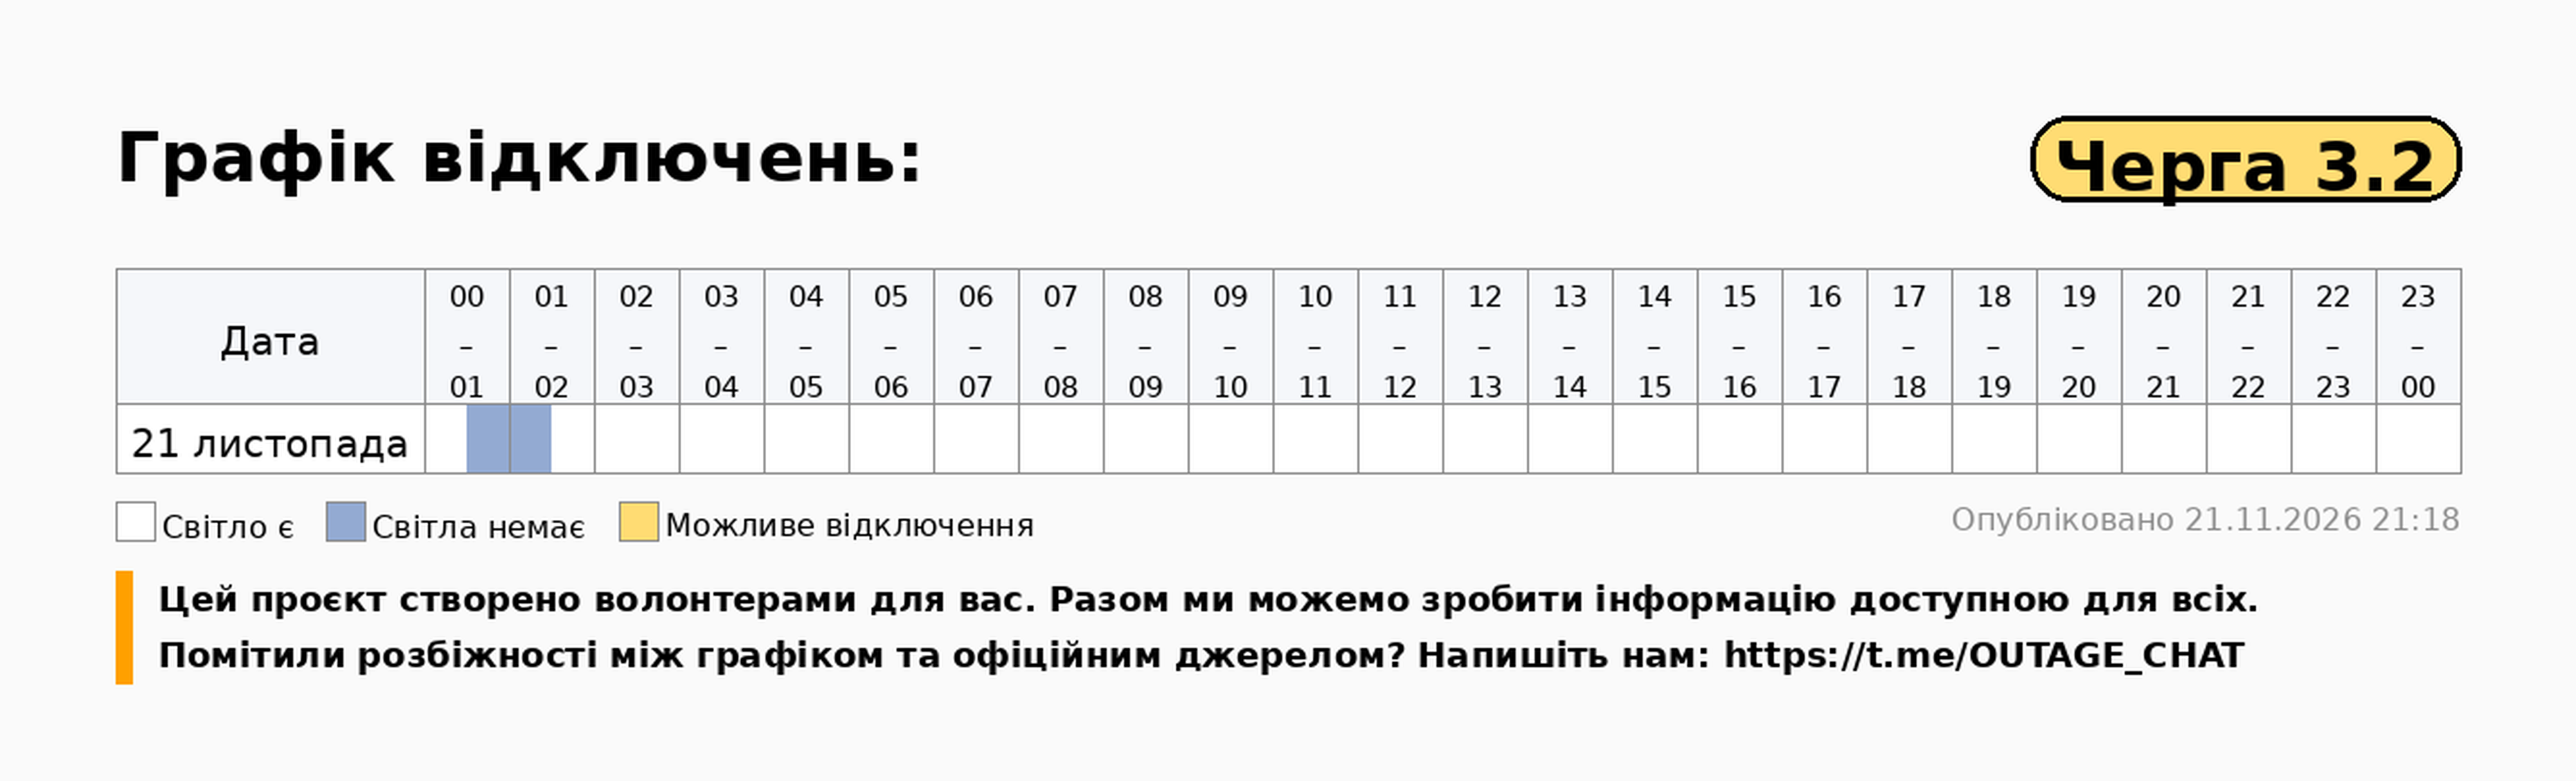 Графік відключень:
Черга 3.2
Дата
00 – 01
01 – 02
02 – 03
03 – 04
04 – 05
05 – 06
06 – 07
07 – 08
08 – 09
09 – 10
10 – 11
11 – 12
12 – 13
13 – 14
14 – 15
15 – 16
16 – 17
17 – 18
18 – 19
19 – 20
20 – 21
21 – 22
22 – 23
23 – 00
21 листопада
Світло є
Світла немає
Можливе відключення
Опубліковано 21.11.2026 21:18
Цей проєкт створено волонтерами для вас. Разом ми можемо зробити інформацію доступною для всіх.
Помітили розбіжності між графіком та офіційним джерелом? Напишіть нам: https://t.me/OUTAGE_CHAT